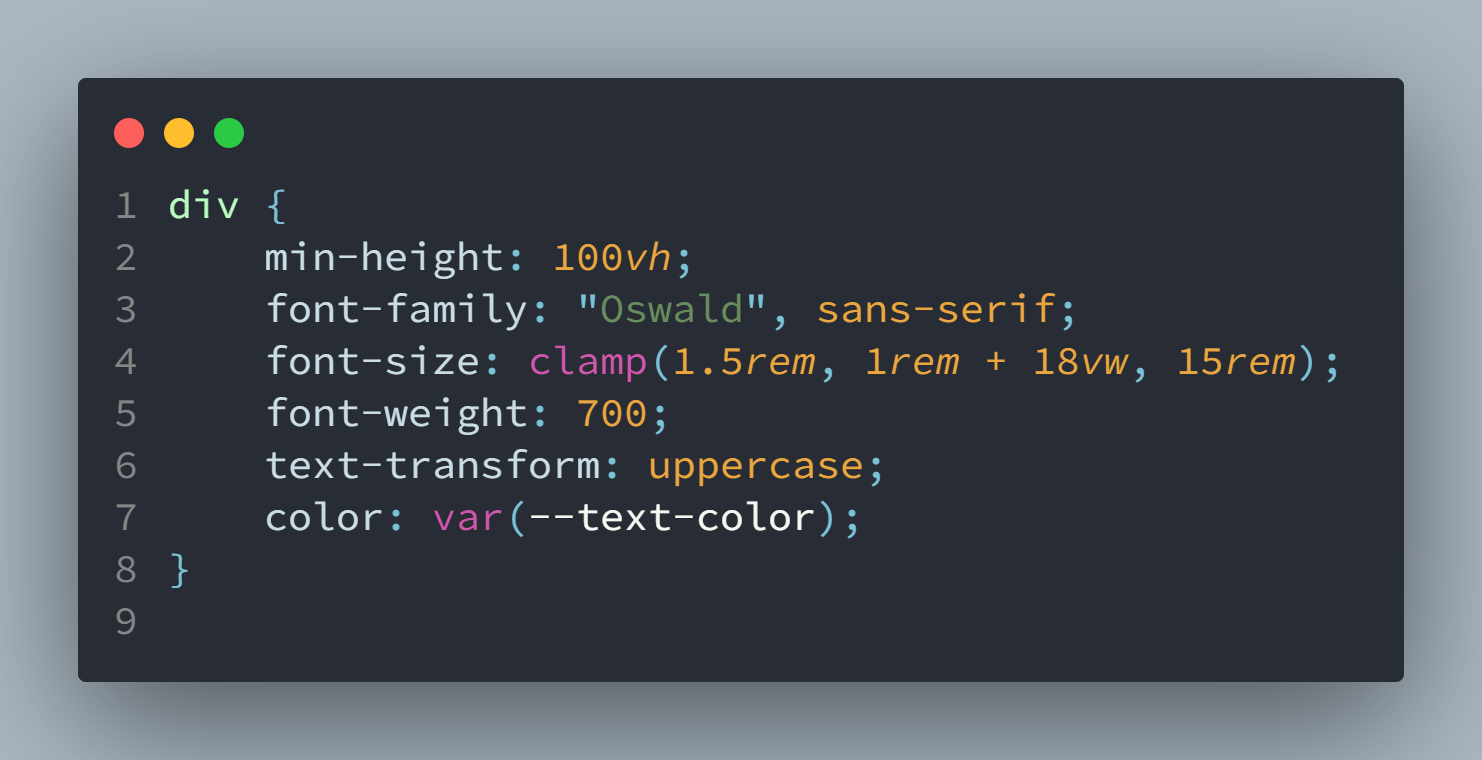 1 div {
2     min-height: 100vh;
3     font-family: "Oswald", sans-serif;
4     font-size: clamp(1.5rem, 1rem + 18vw, 15rem);
5     font-weight: 700;
6     text-transform: uppercase;
7     color: var(--text-color);
8 }
9